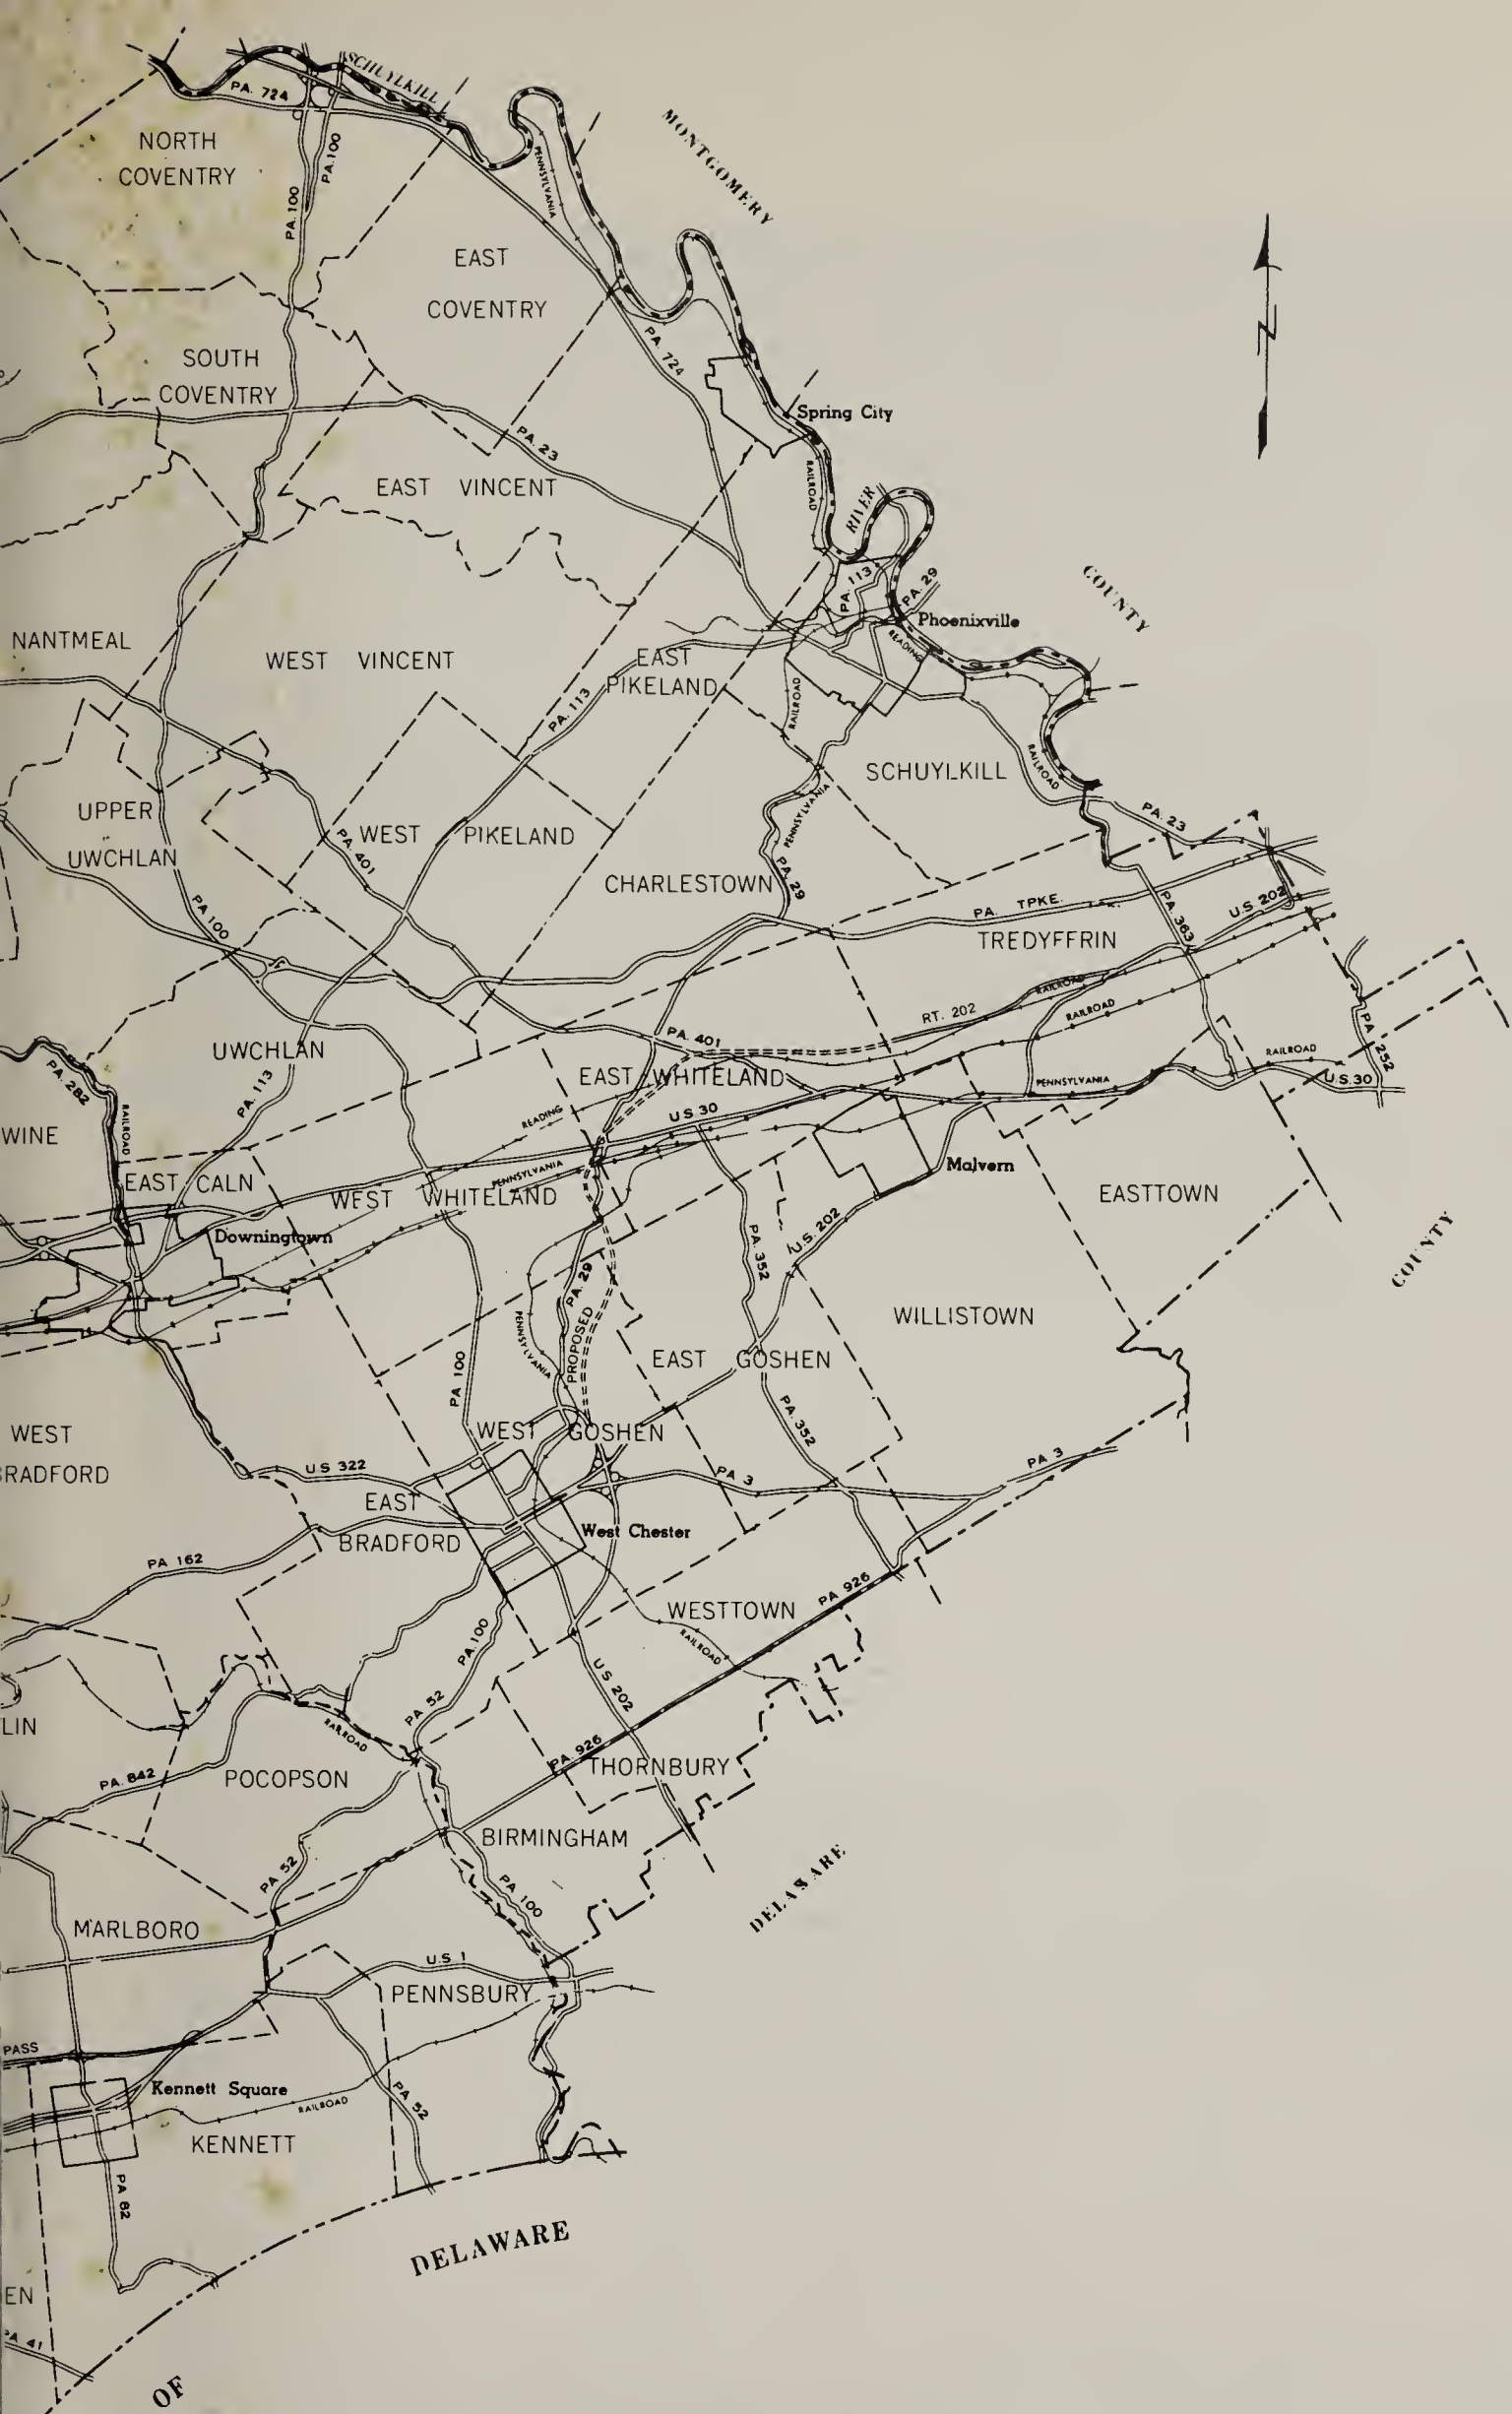 SCHUYLKILL
PA. 724
MONTGOMERY
NORTH
COVENTRY
PA.100
PA.100
PENNSYLVANIA
EAST
COVENTRY
PA. 724
SOUTH
COVENTRY
Spring City
PA. 23
RAILROAD
EAST VINCENT
RIVER
COUNTY
PA. 113
PA. 29
Phoenixville
READING
NANTMEAL
WEST VINCENT
EAST
PIKELAND
PA. 113
RAILROAD
SCHUYLKILL
RAILROAD
UPPER
UWCHLAN
WEST PIKELAND
PA 401
PENNSYLVANIA
PA. 23
CHARLESTOWN
PA. 29
PA 100
PA. TPKE.
PA. 363
U.S. 202
TREDYFFRIN
RAILROAD
RT. 202
RAILROAD
PA. 401
PA 252
UWCHLAN
PA. 282
RAILROAD
PA. 113
EAST WHITELAND
PENNSYLVANIA
RAILROAD
U.S.30
WINE
READING
U.S 30
EAST CALN
PENNSYLVANIA
WEST WHITELAND
Malvern
EASTTOWN
Downingtown
PA. 352
U.S. 202
COUNTY
PA. 29
PROPOSED
PENNSYLVANIA
WILLISTOWN
PA 100
EAST GOSHEN
PA. 352
WEST
BRADFORD
WEST GOSHEN
U S 322
PA 3
PA 3
EAST
BRADFORD
West Chester
PA 162
PA 926
WESTTOWN
RAILROAD
PA.100
U S 202
PA 52
LIN
RAILROAD
PA. 926
THORNBURY
PA. 842
POCOPSON
BIRMINGHAM
PA 52
PA 100
DELAWARE
MARLBORO
U.S 1
PENNSBURY
PASS
Kennett Square
RAILROAD
PA 52
KENNETT
PA 82
DELAWARE
EN
PA 41
OF